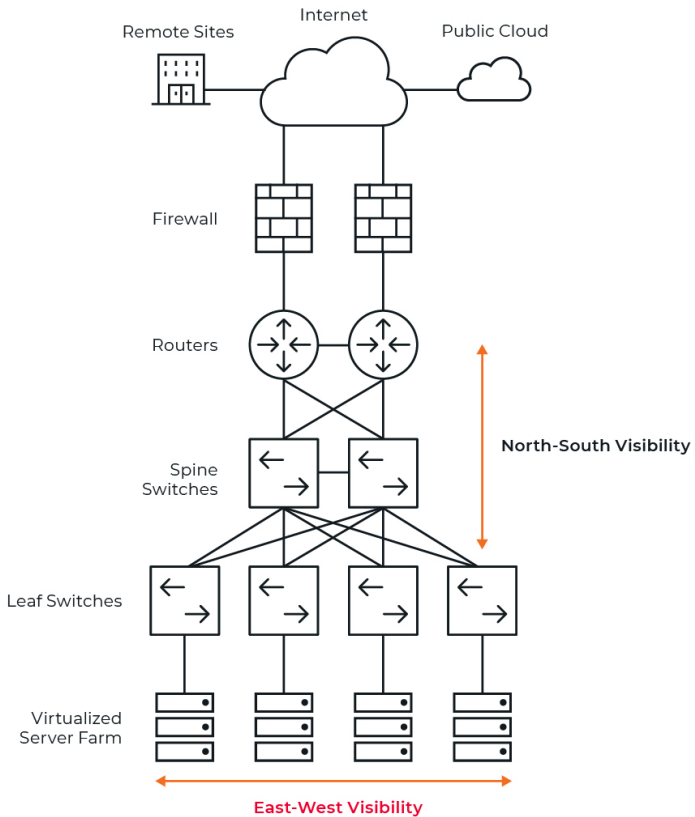 Internet
Remote Sites
Public Cloud
Firewall
Routers
North-South Visibility
Spine
Switches
Leaf Switches
Virtualized
Server Farm
East-West Visibility